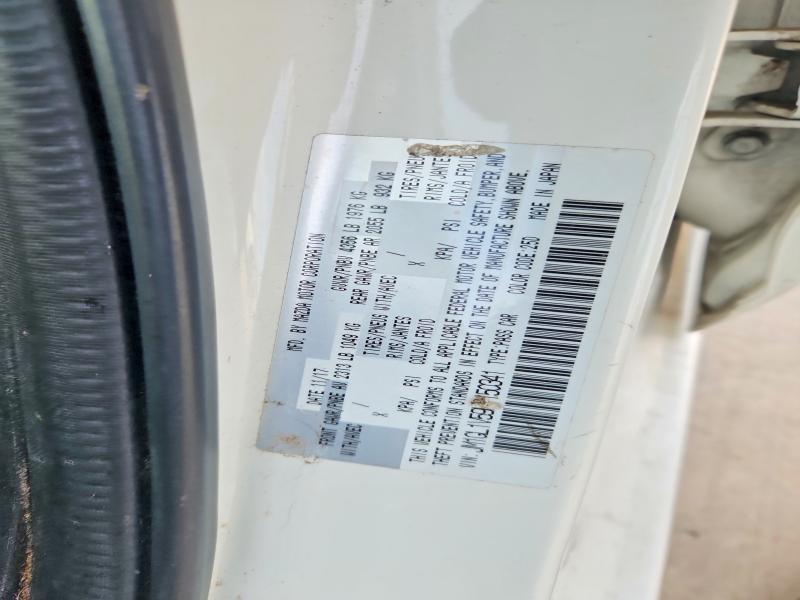 MFD. BY MAZDA MOTOR CORPORATION
DATE 11/17 GVWR/PNBV 4356 LB 1976 KG
FRONT GAWR/PNBE AV 2313 LB 1049 KG REAR GAWR/PNBE AR 2055 LB 932 KG
WITH/AVEC / TIRES/PNEUS WITH/AVEC / TIRES/PNEUS
X RIMS/JANTES X RIMS/JANTES
KPA/ PSI COLD/A FROID KPA/ PSI COLD/A FROID
THIS VEHICLE CONFORMS TO ALL APPLICABLE FEDERAL MOTOR VEHICLE SAFETY, BUMPER, AND
THEFT PREVENTION STANDARDS IN EFFECT ON THE DATE OF MANUFACTURE SHOWN ABOVE.
VIN: TYPE:PASS CAR COLOR CODE:25D MADE IN JAPAN